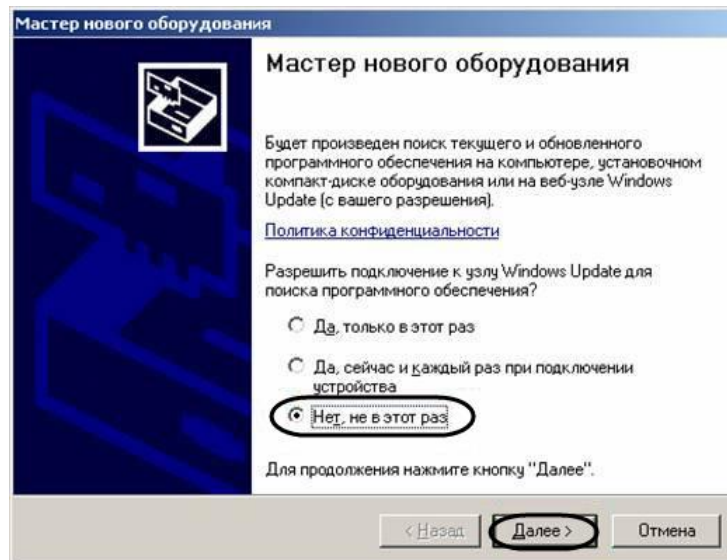 Мастер нового оборудования
Мастер нового оборудования
Будет произведен поиск текущего и обновленного
программного обеспечения на компьютере, установочном
компакт-диске оборудования или на веб-узле Windows
Update (с вашего разрешения).
Политика конфиденциальности
Разрешить подключение к узлу Windows Update для
поиска программного обеспечения?
Да, только в этот раз
Да, сейчас и каждый раз при подключении
устройства
Нет, не в этот раз
Для продолжения нажмите кнопку "Далее".
< Назад
Далее >
Отмена